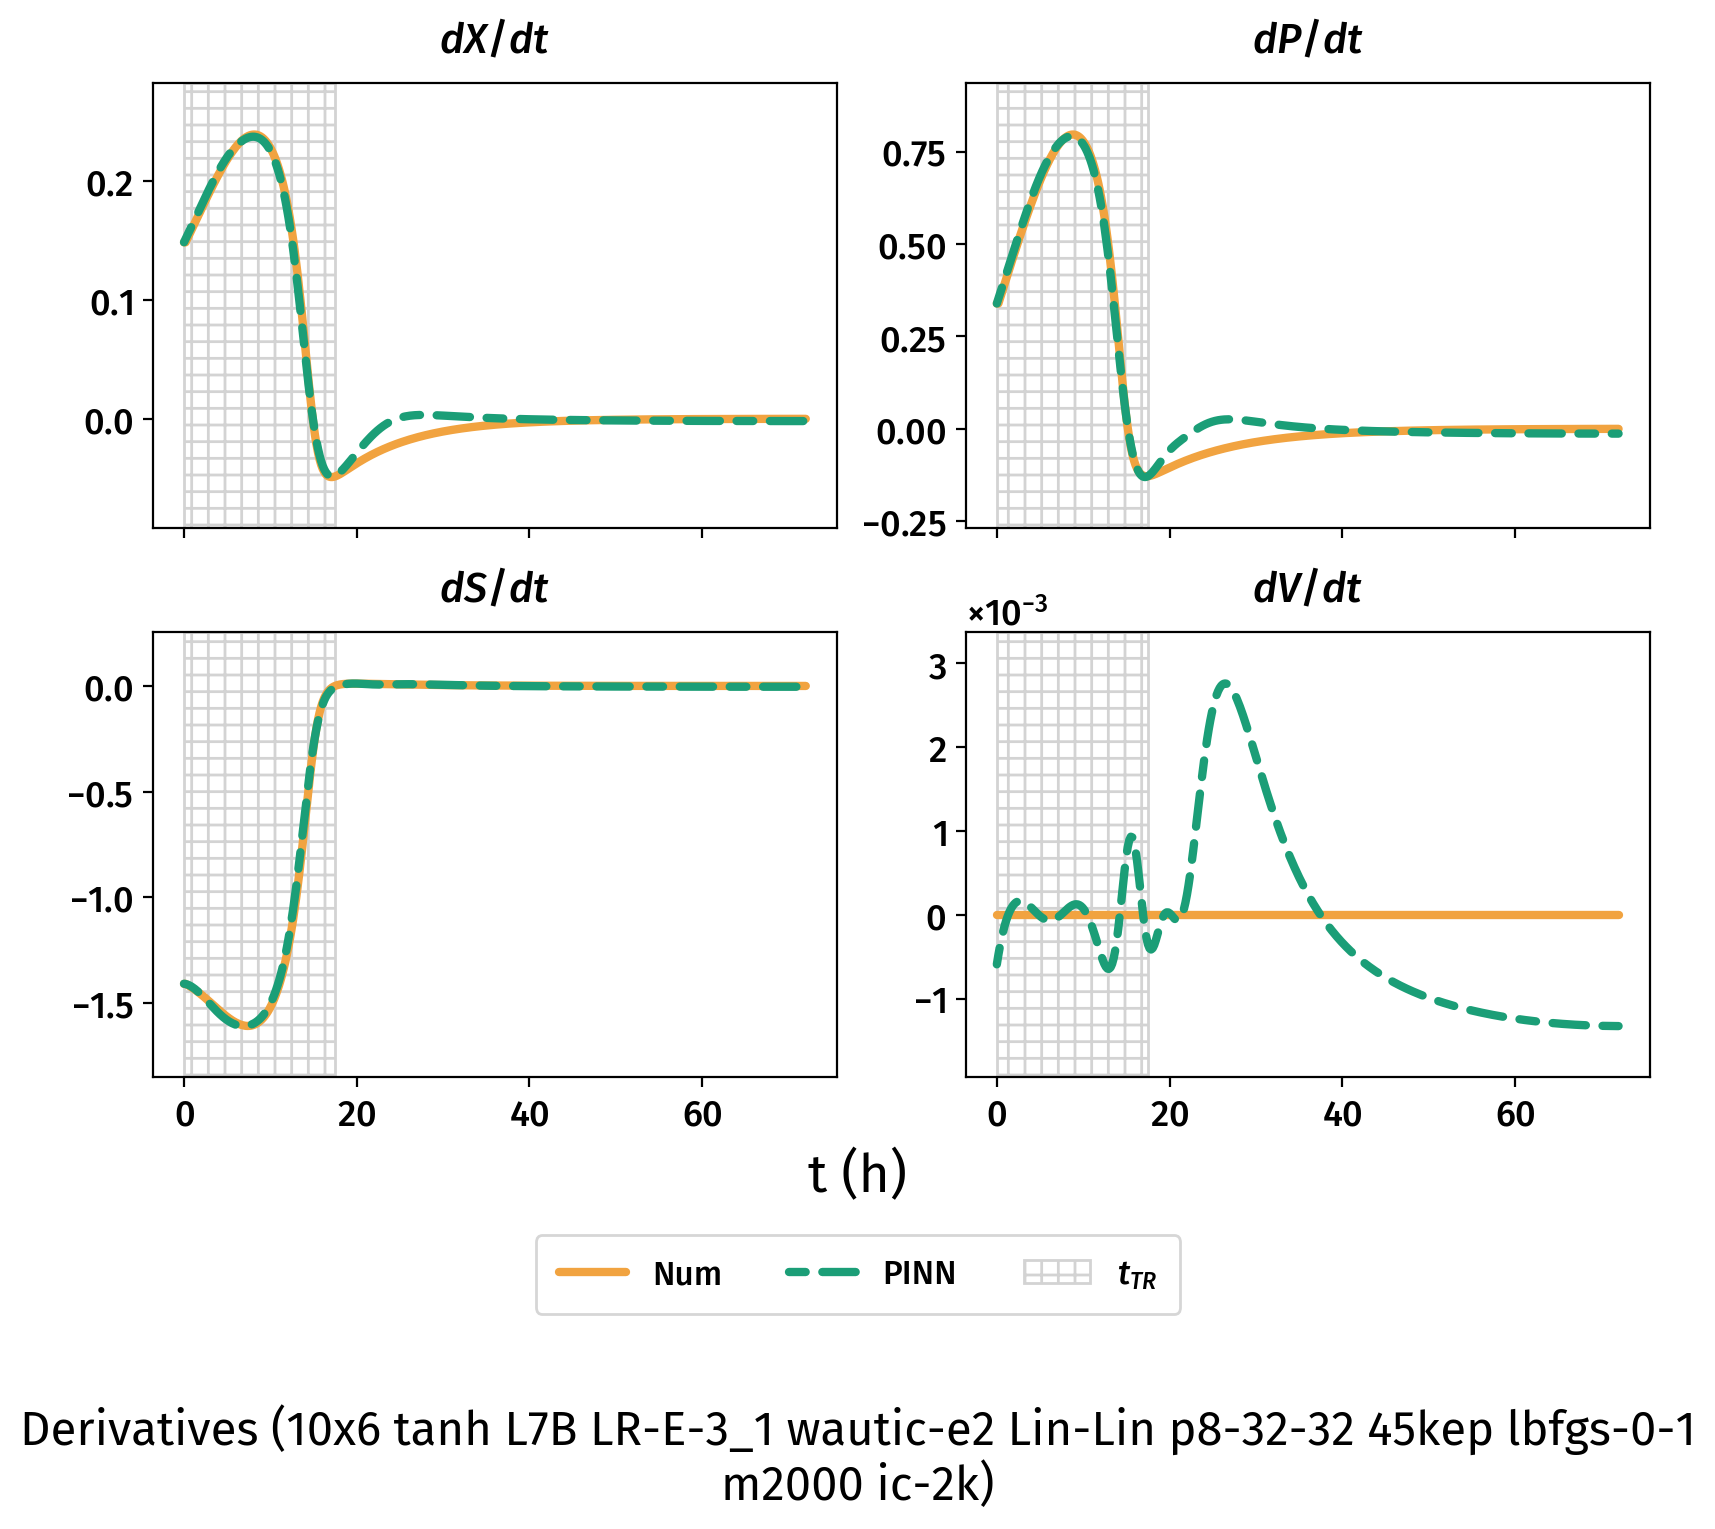 dX/dt
dP/dt
0.2
0.1
0.0
0.75
0.50
0.25
0.00
−0.25
dS/dt
dV/dt
×10⁻³
0.0
−0.5
−1.0
−1.5
3
2
1
0
−1
0 20 40 60
0 20 40 60
t (h)
Num PINN t_TR
Derivatives (10x6 tanh L7B LR-E-3_1 wautic-e2 Lin-Lin p8-32-32 45kep lbfgs-0-1
m2000 ic-2k)